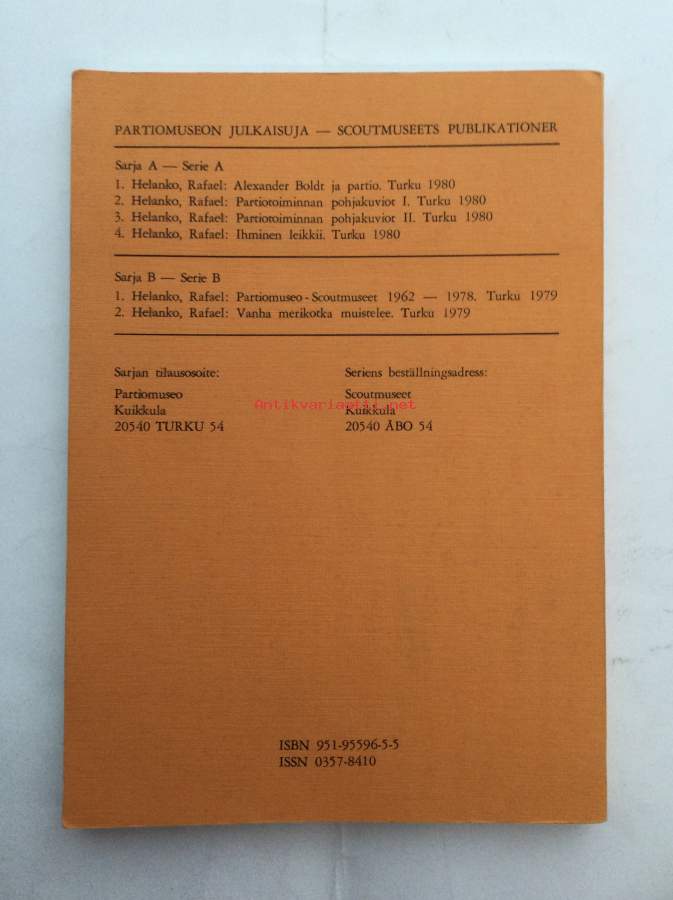 PARTIOMUSEON JULKAISUJA — SCOUTMUSEETS PUBLIKATIONER
Sarja A — Serie A
1. Helanko, Rafael: Alexander Boldt ja partio. Turku 1980
2. Helanko, Rafael: Partiotoiminnan pohjakuviot I. Turku 1980
3. Helanko, Rafael: Partiotoiminnan pohjakuviot II. Turku 1980
4. Helanko, Rafael: Ihminen leikkii. Turku 1980
Sarja B — Serie B
1. Helanko, Rafael: Partiomuseo - Scoutmuseet 1962 — 1978. Turku 1979
2. Helanko, Rafael: Vanha merikotka muistelee. Turku 1979
Sarjan tilausosoite:
Partiomuseo
Kuikkula
20540 TURKU 54
Seriens beställningsadress:
Scoutmuseet
Kuikkula
20540 ÅBO 54
Antikvariaatti.net
ISBN 951-95596-5-5
ISSN 0357-8410